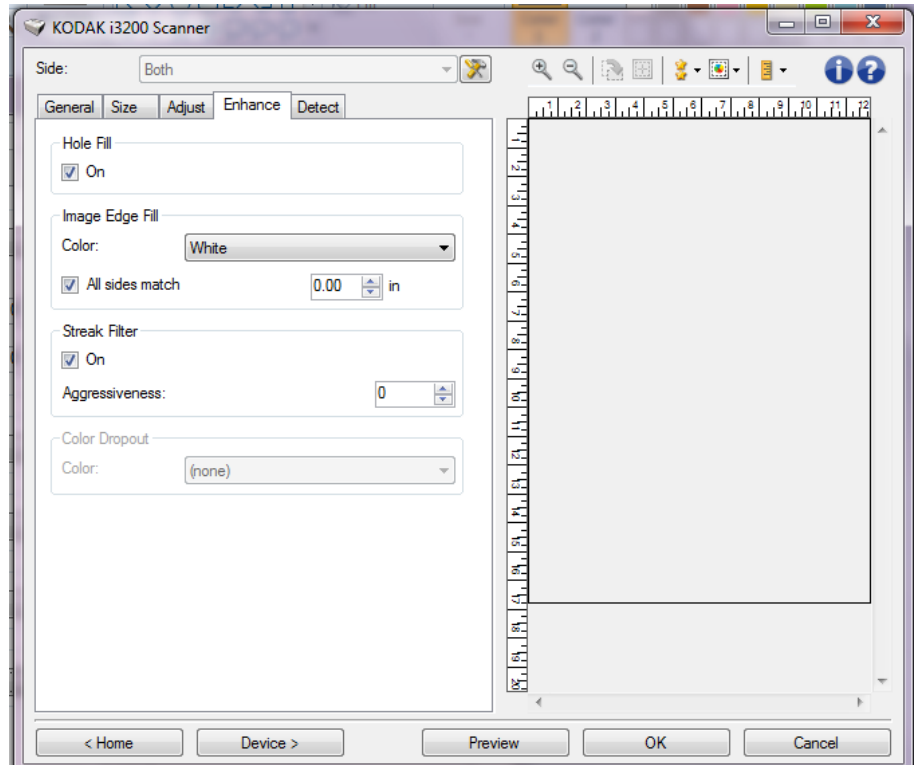 KODAK i3200 Scanner
Side: Both
General Size Adjust Enhance Detect
Hole Fill
On
Image Edge Fill
Color: White
All sides match 0.00 in
Streak Filter
On
Aggressiveness: 0
Color Dropout
Color: (none)
1 2 3 4 5 6 7 8 9 10 11 12
1
2
3
4
5
6
7
8
9
10
11
12
13
14
15
16
17
18
19
20
< Home Device > Preview OK Cancel